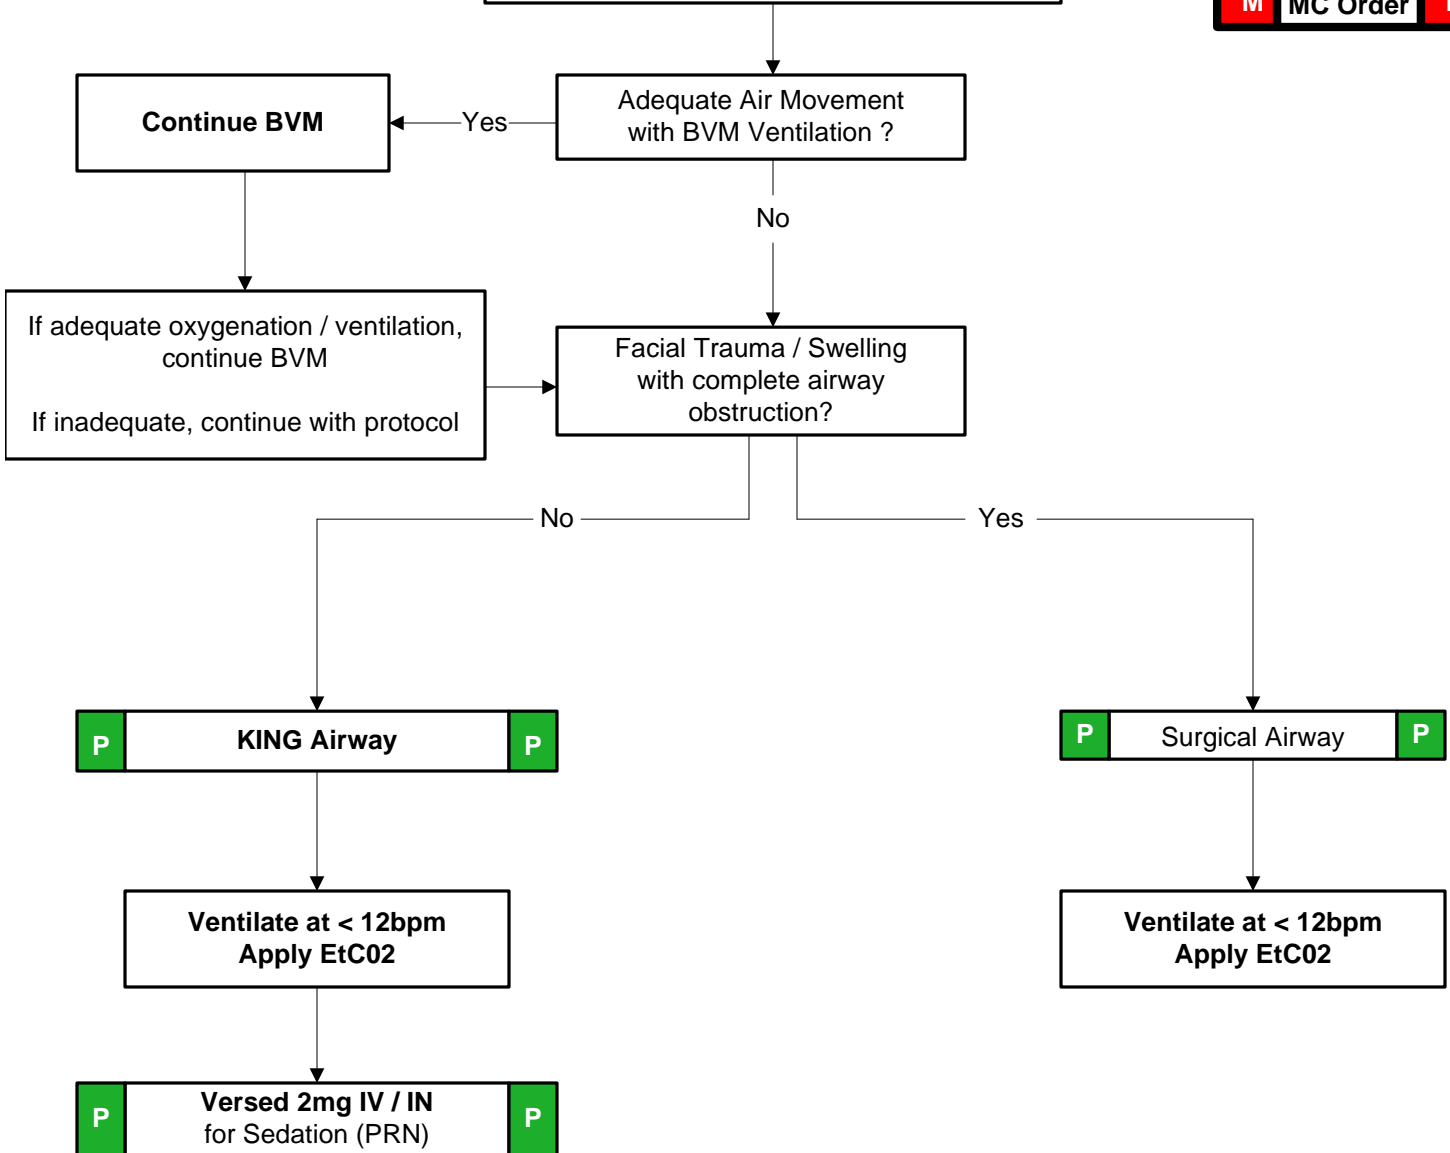 M MC Order
Adequate Air Movement
with BVM Ventilation ?
Yes
Continue BVM
No
If adequate oxygenation / ventilation,
continue BVM
If inadequate, continue with protocol
Facial Trauma / Swelling
with complete airway
obstruction?
No
Yes
P KING Airway P
P Surgical Airway P
Ventilate at < 12bpm
Apply EtC02
Ventilate at < 12bpm
Apply EtC02
P P
Versed 2mg IV / IN
for Sedation (PRN)